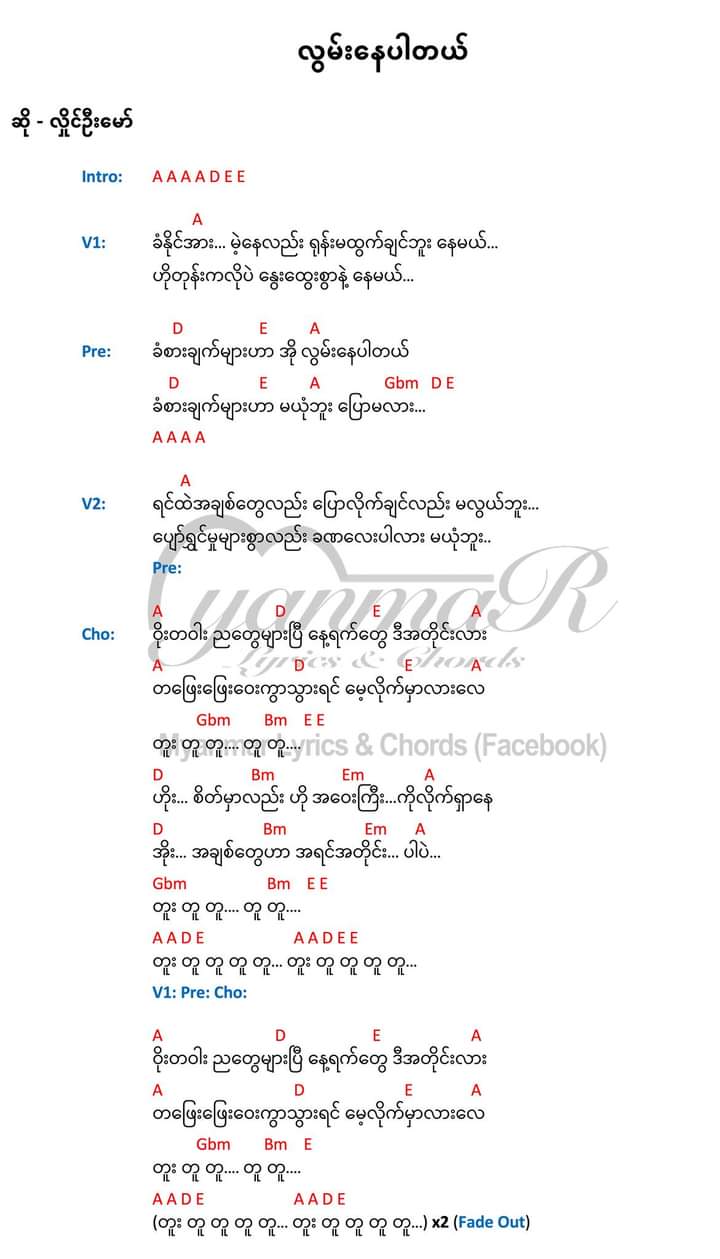 လွမ်းနေပါတယ်
ဆို - လှိုင်ဦးမော်
Intro: A A A A D E E
A
V1: ခံနိုင်အား... မဲ့နေလည်း ရုန်းမထွက်ချင်ဘူး နေမယ်...
ဟိုတုန်းကလိုပဲ နွေးထွေးစွာနဲ့ နေမယ်...
D E A
Pre: ခံစားချက်များဟာ အို လွမ်းနေပါတယ်
D E A Gbm D E
ခံစားချက်များဟာ မယုံဘူး ပြောမလား...
A A A A
A
V2: ရင်ထဲအချစ်တွေလည်း ပြောလိုက်ချင်လည်း မလွယ်ဘူး...
ပျော်ရွှင်မှုများစွာလည်း ခဏလေးပါလား မယုံဘူး..
Pre:
A D E A
Cho: ဝိုးတဝါး ညတွေများပြီ နေ့ရက်တွေ ဒီအတိုင်းလား
A D E A
တဖြေးဖြေးဝေးကွာသွားရင် မေ့လိုက်မှာလားလေ
Gbm Bm E E
တူး တူ တူ.... တူ တူ....
D Bm Em A
ဟိုး... စိတ်မှာလည်း ဟို အဝေးကြီး...ကိုလိုက်ရှာနေ
D Bm Em A
အိုး... အချစ်တွေဟာ အရင်အတိုင်း... ပါပဲ...
Gbm Bm E E
တူး တူ တူ.... တူ တူ....
A A D E A A D E E
တူး တူ တူ တူ တူ... တူး တူ တူ တူ တူ...
V1: Pre: Cho:
A D E A
ဝိုးတဝါး ညတွေများပြီ နေ့ရက်တွေ ဒီအတိုင်းလား
A D E A
တဖြေးဖြေးဝေးကွာသွားရင် မေ့လိုက်မှာလားလေ
Gbm Bm E
တူး တူ တူ.... တူ တူ....
A A D E A A D E
(တူး တူ တူ တူ တူ... တူး တူ တူ တူ တူ...) x2 (Fade Out)
MyanmaR
Lyrics & Chords
Myanmar Lyrics & Chords (Facebook)